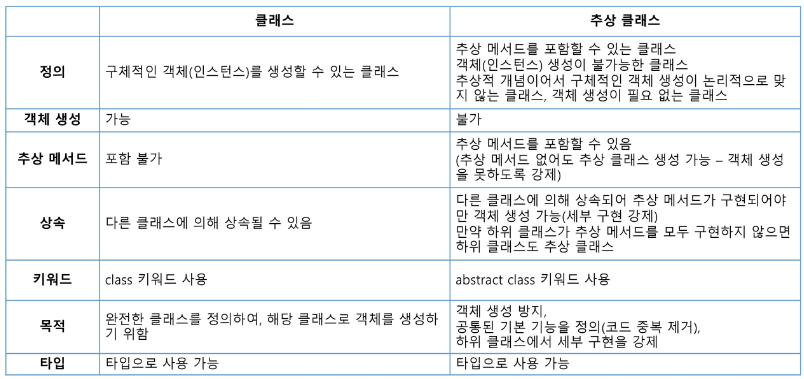 클래스
추상 클래스
정의
구체적인 객체(인스턴스)를 생성할 수 있는 클래스
추상 메서드를 포함할 수 있는 클래스
객체(인스턴스) 생성이 불가능한 클래스
추상적 개념이어서 구체적인 객체 생성이 논리적으로 맞
지 않는 클래스, 객체 생성이 필요 없는 클래스
객체 생성
가능
불가
추상 메서드
포함 불가
추상 메서드를 포함할 수 있음
(추상 메서드 없어도 추상 클래스 생성 가능 – 객체 생성
을 못하도록 강제)
상속
다른 클래스에 의해 상속될 수 있음
다른 클래스에 의해 상속되어 추상 메서드가 구현되어야
만 객체 생성 가능(세부 구현 강제)
만약 하위 클래스가 추상 메서드를 모두 구현하지 않으면
하위 클래스도 추상 클래스
키워드
class 키워드 사용
abstract class 키워드 사용
목적
완전한 클래스를 정의하여, 해당 클래스로 객체를 생성하
기 위함
객체 생성 방지,
공통된 기본 기능을 정의(코드 중복 제거),
하위 클래스에서 세부 구현을 강제
타입
타입으로 사용 가능
타입으로 사용 가능